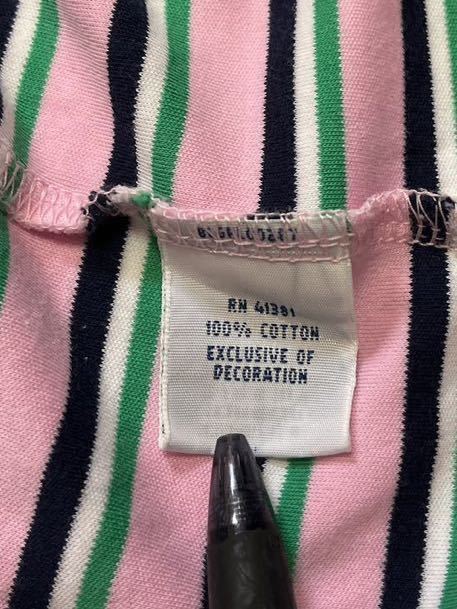 RN 41381
100% COTTON
EXCLUSIVE OF
DECORATION